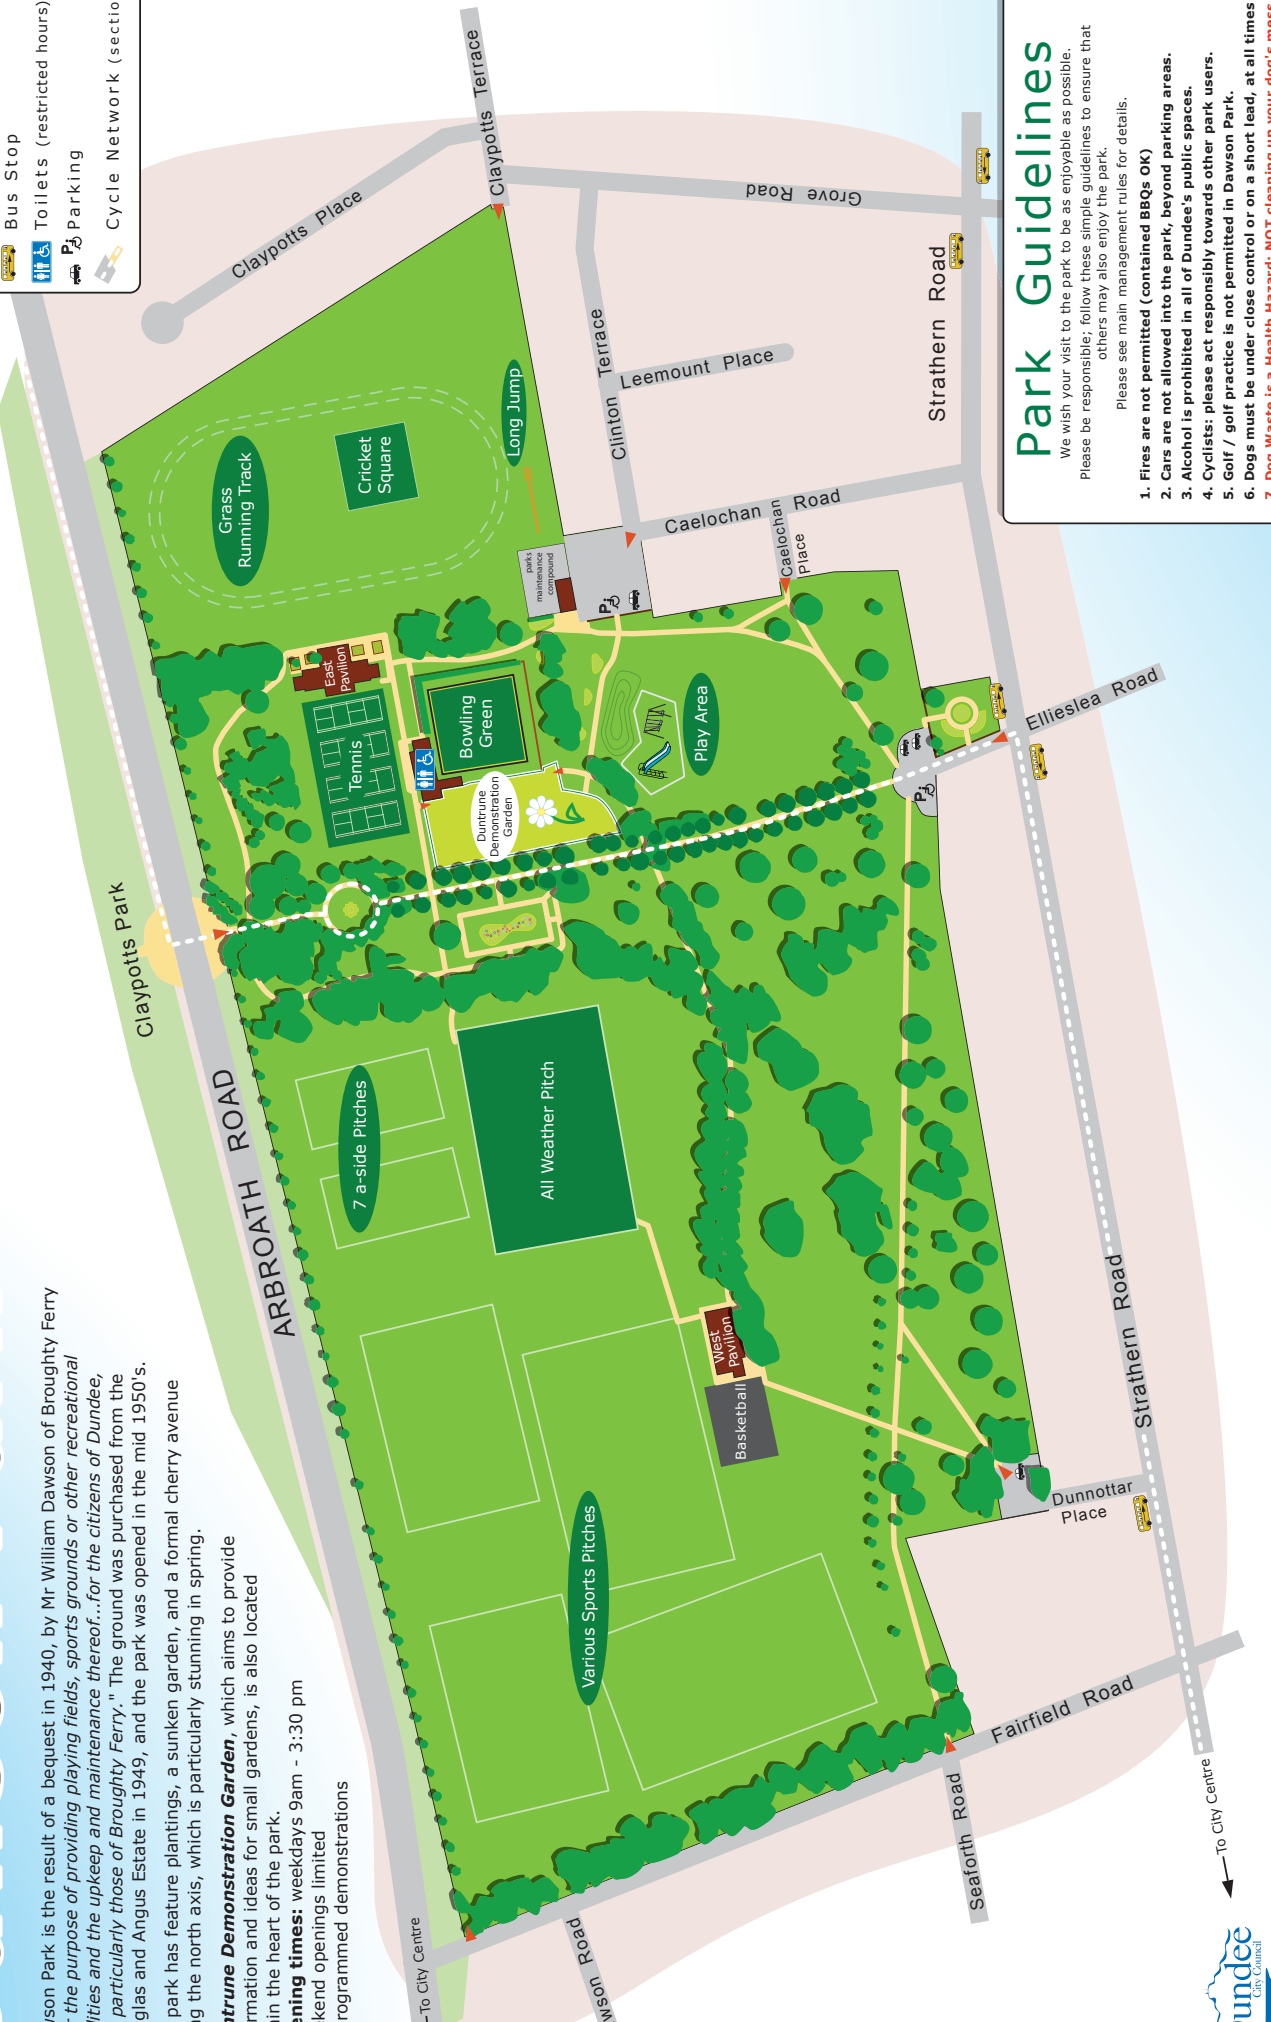 Bus Stop
Toilets (restricted hours)
Parking
Cycle Network
son Park is the result of a bequest in 1940, by Mr William Dawson of Broughty Ferry
the purpose of providing playing fields, sports grounds or other recreational
lities and the upkeep and maintenance thereof...for the citizens of Dundee,
particularly those of Broughty Ferry." The ground was purchased from the
glas and Angus Estate in 1949, and the park was opened in the mid 1950's.
park has feature plantings, a sunken garden, and a formal cherry avenue
g the north axis, which is particularly stunning in spring.
ntrune Demonstration Garden, which aims to provide
rmation and ideas for small gardens, is also located
in the heart of the park.
ening times: weekdays 9am - 3:30 pm
kend openings limited
rogrammed demonstrations
Claypotts Park
ARBROATH ROAD
Claypotts Place
Claypotts Terrace
Grove Road
Clinton Terrace
Leemount Place
Strathern Road
Caelochan Road
Caelochan
Place
Ellieslea Road
Strathern Road
Dunnottar
Place
Fairfield Road
Seaforth Road
wson Road
To City Centre
To City Centre
Grass
Running Track
Cricket
Square
Long Jump
parks
maintenance
compound
P
East
Pavilion
Tennis
Bowling
Green
Duntrune
Demonstration
Garden
Play Area
P
7 a-side Pitches
All Weather Pitch
West
Pavilion
Basketball
Various Sports Pitches
Park Guidelines
We wish your visit to the park to be as enjoyable as possible.
Please be responsible; follow these simple guidelines to ensure that
others may also enjoy the park.
Please see main management rules for details.
1. Fires are not permitted (contained BBQs OK)
2. Cars are not allowed into the park, beyond parking areas.
3. Alcohol is prohibited in all of Dundee's public spaces.
4. Cyclists: please act responsibly towards other park users.
5. Golf / golf practice is not permitted in Dawson Park.
6. Dogs must be under close control or on a short lead, at all times
7. Dog Waste is a Health Hazard: NOT cleaning up your dog's mess
Dundee
City Council